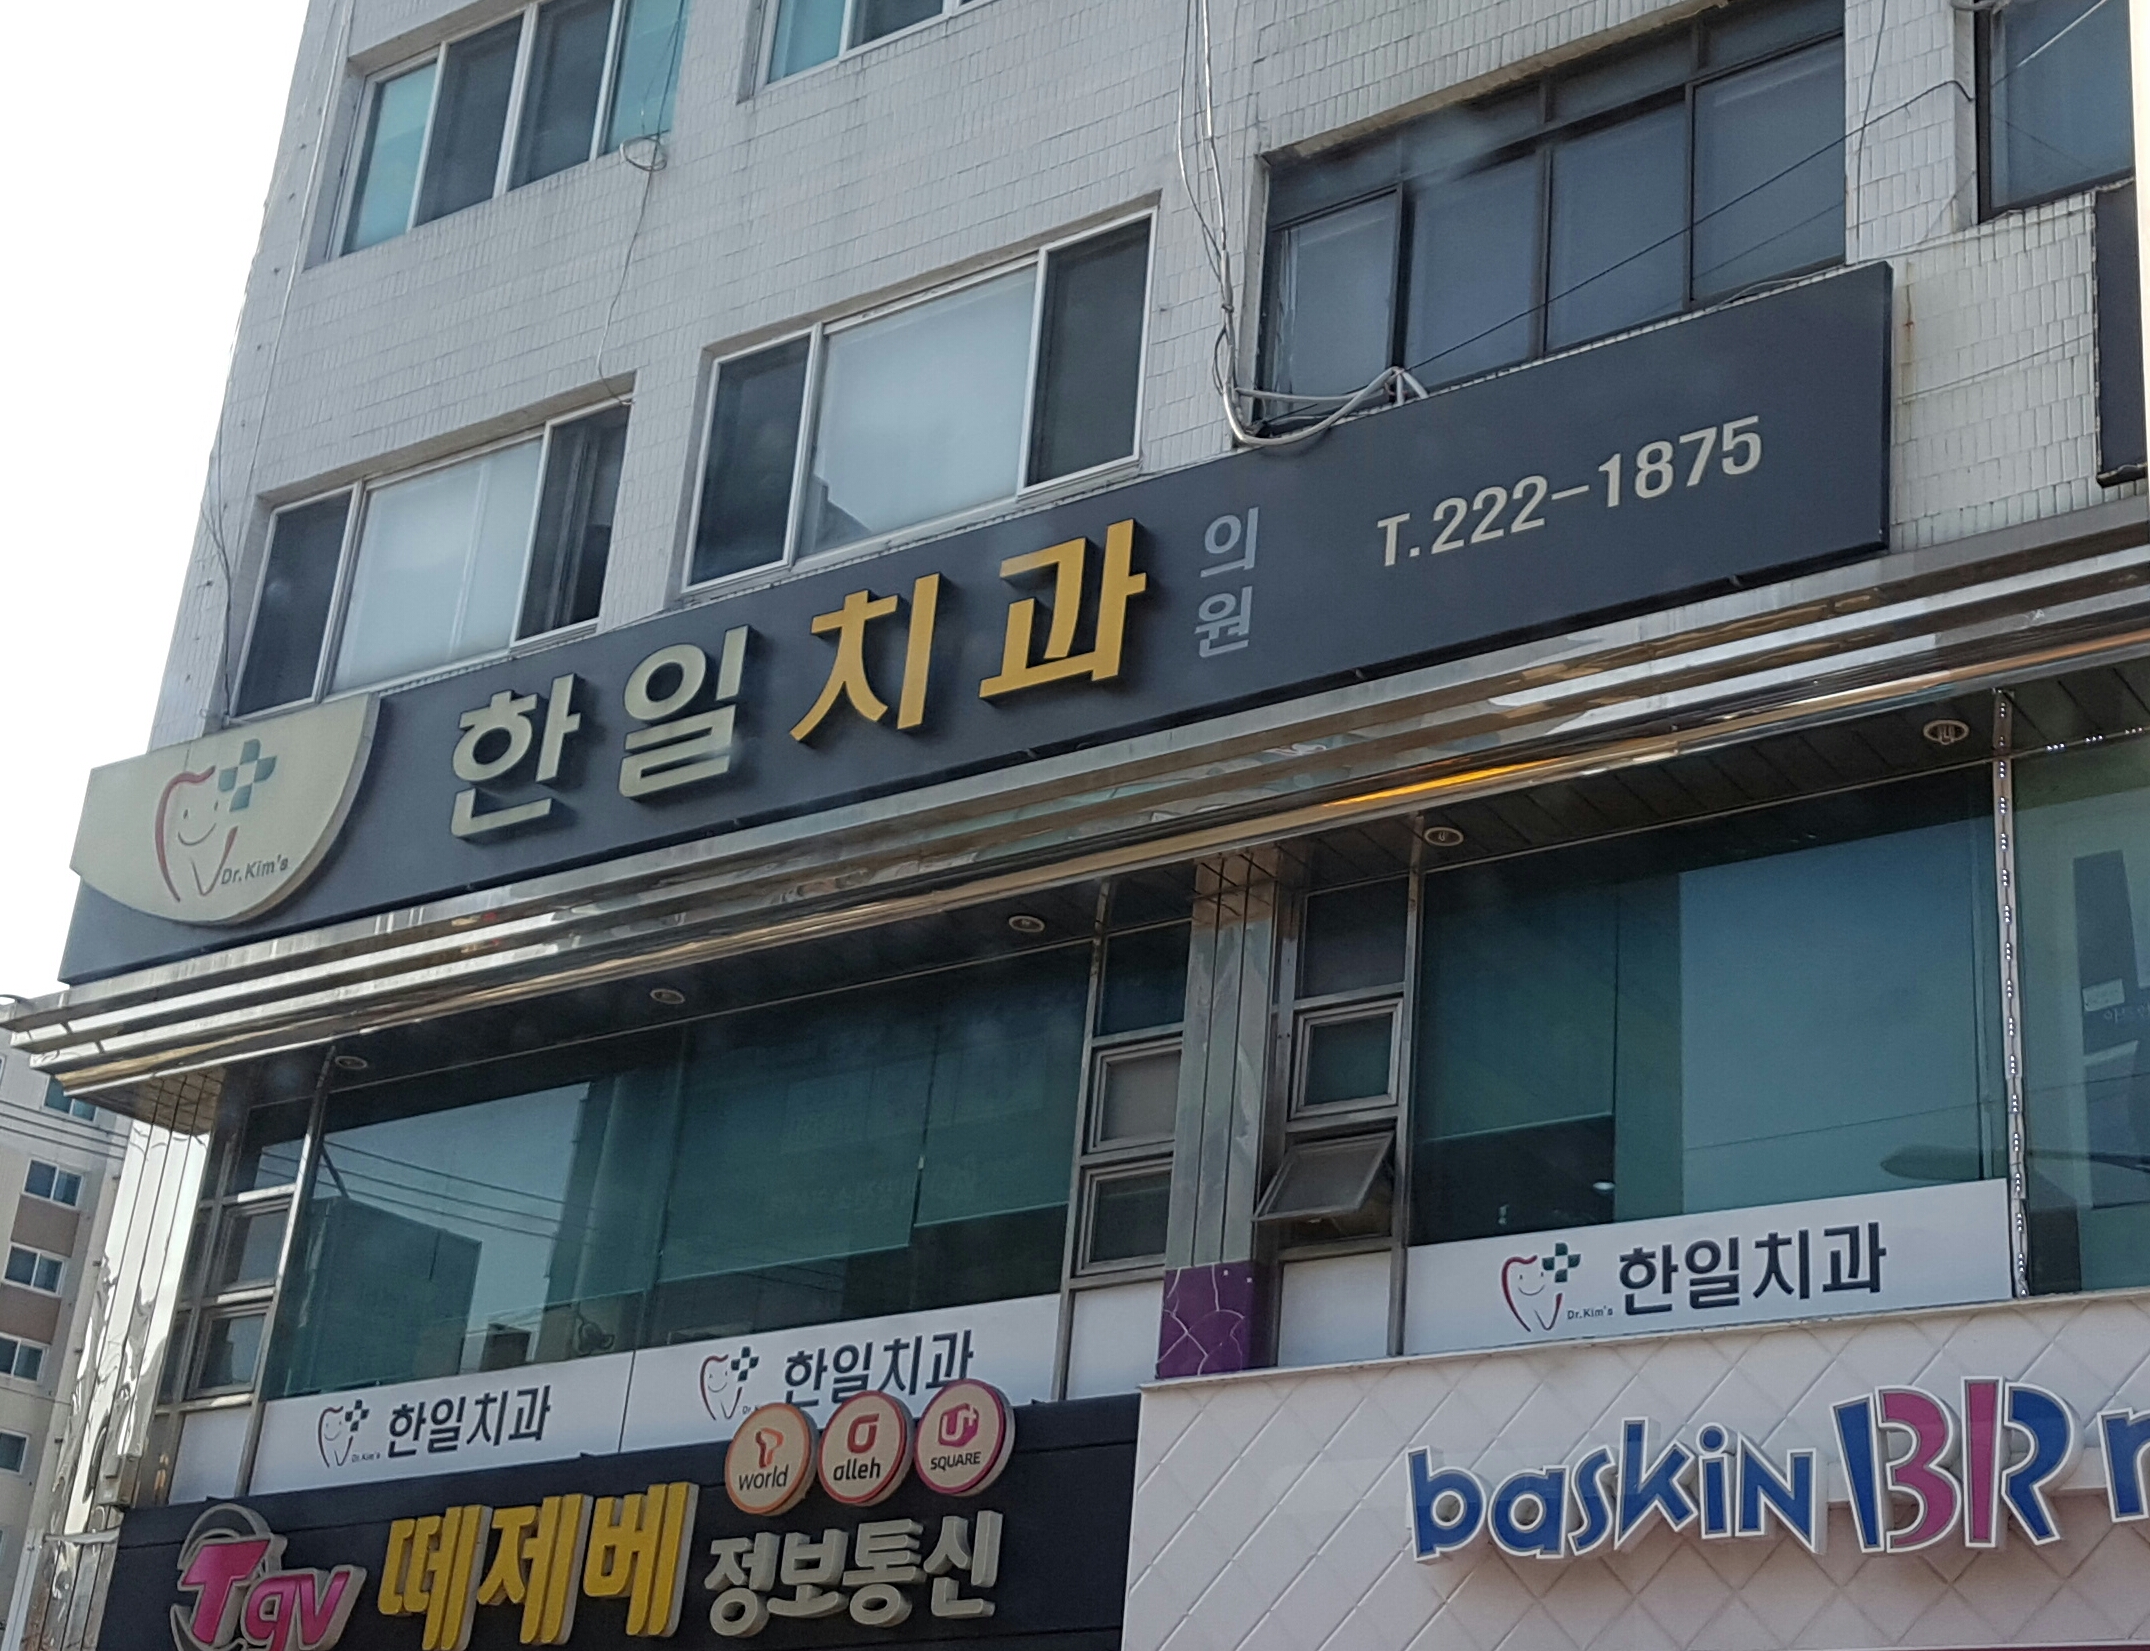 한일치과 의원 T.222-1875
Dr.Kim's
한일치과
Dr.Kim's
한일치과
한일치과
Dr.Kim's
T world
olleh
U+ SQUARE
Tgv 떼제베 정보통신
baskin BR